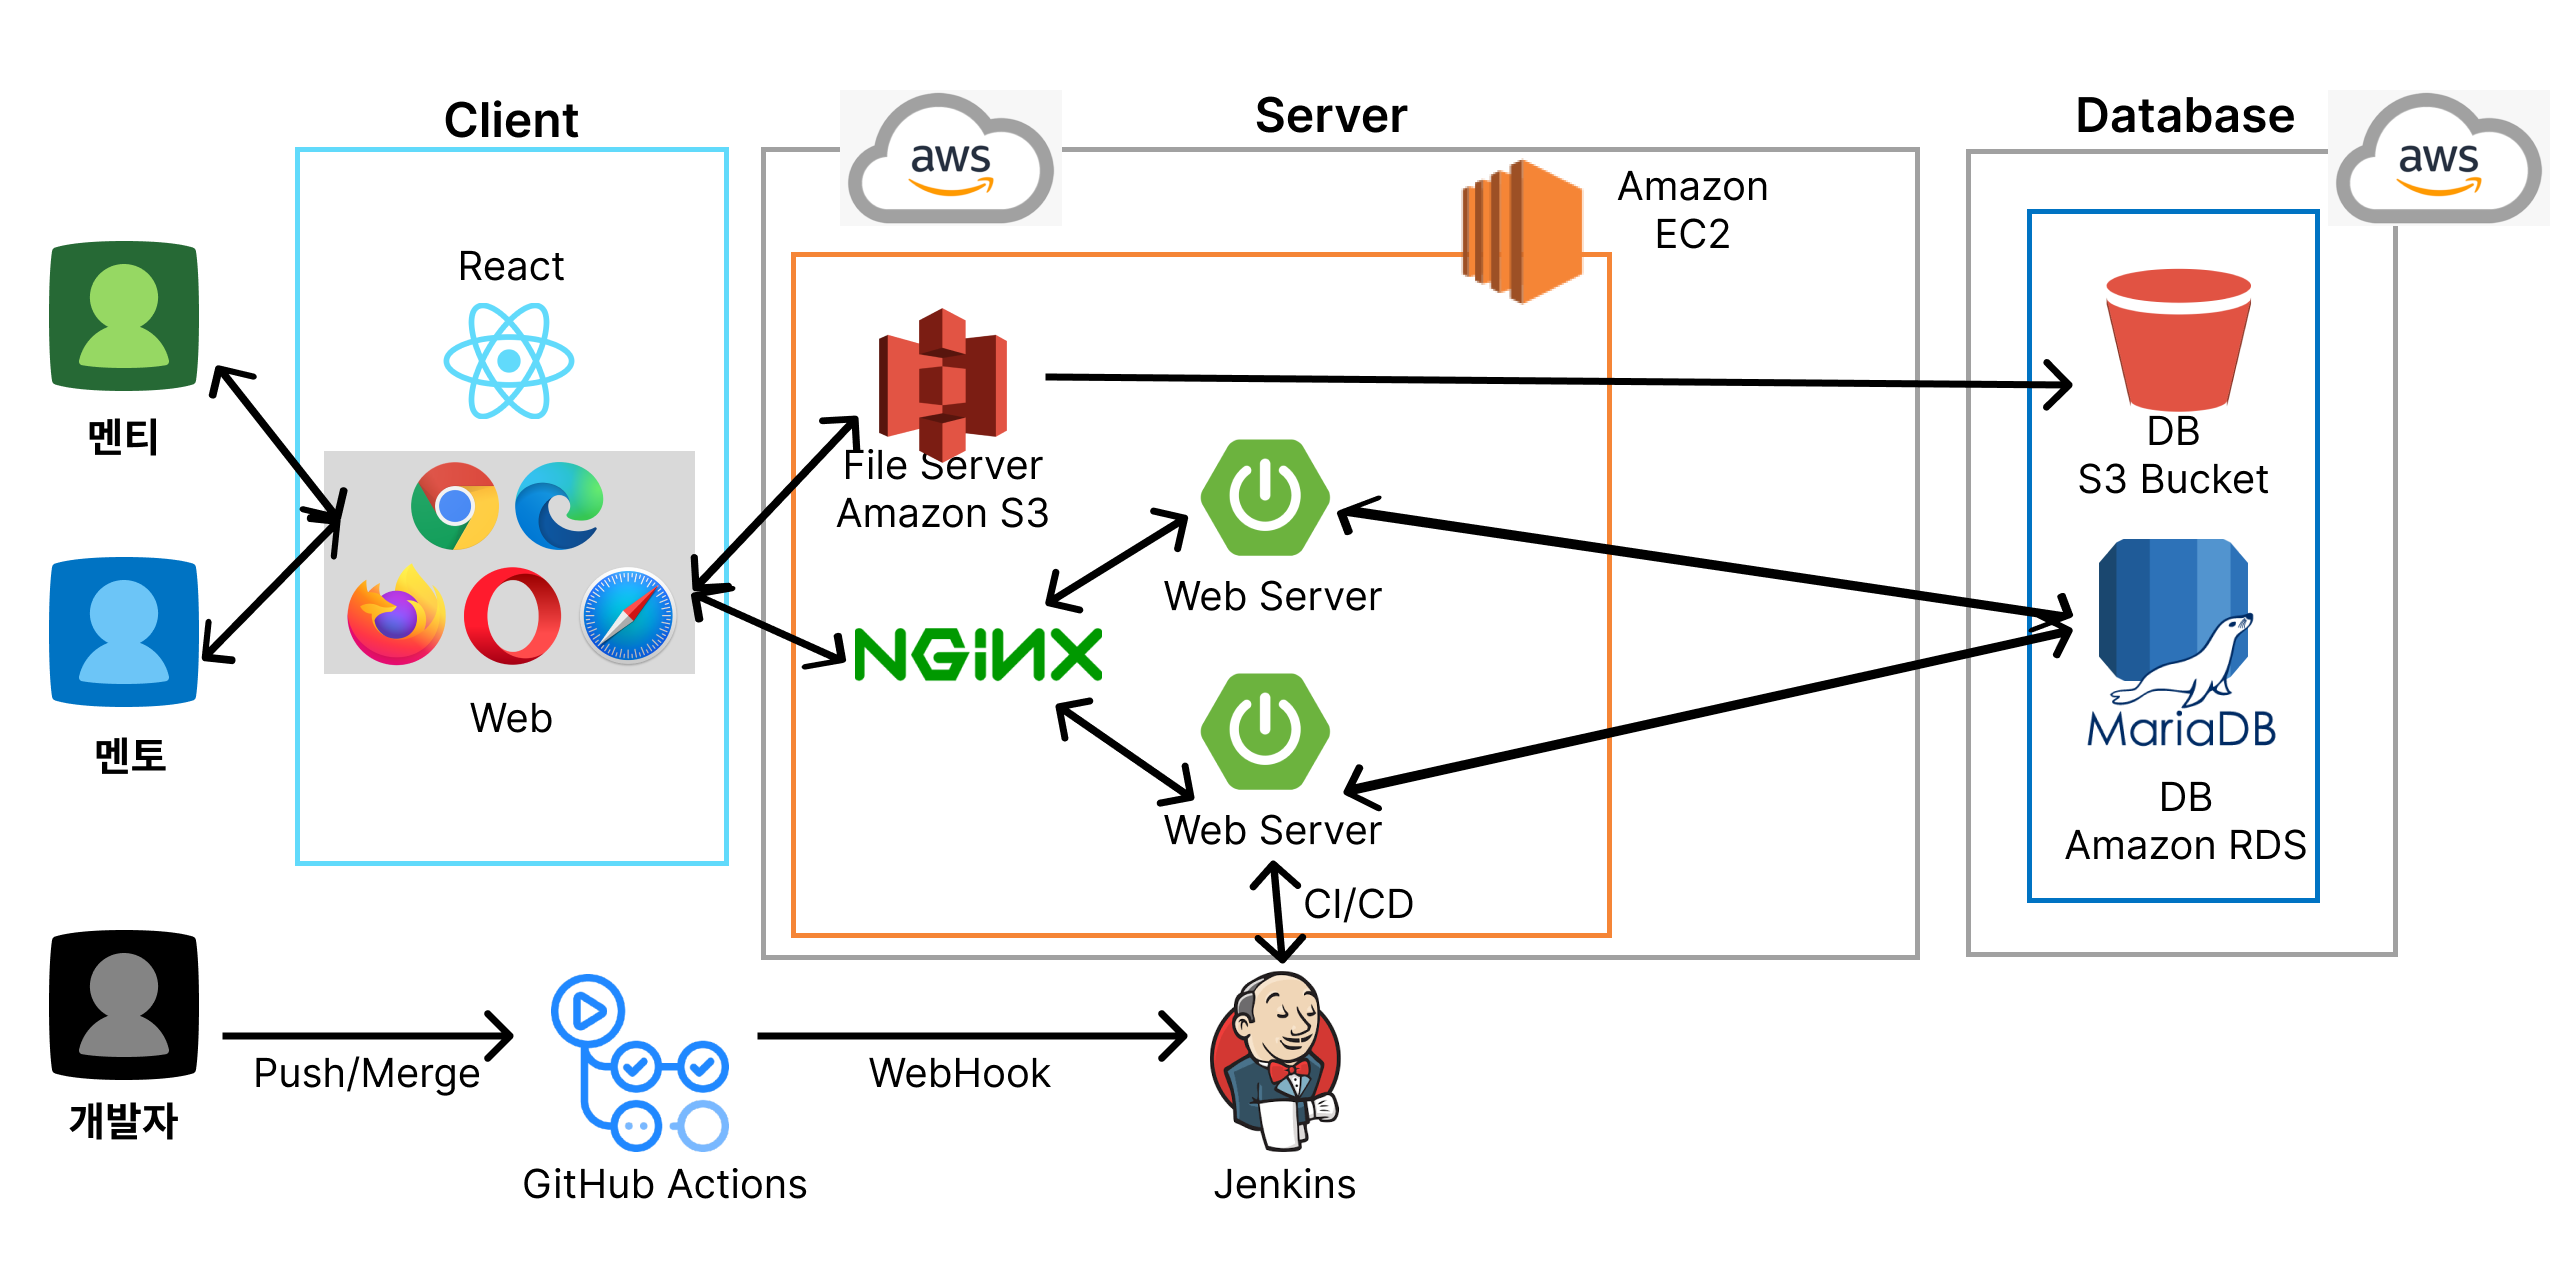 Client
Server
Database
aws
aws
Amazon
EC2
React
멘티
File Server
Amazon S3
DB
S3 Bucket
Web Server
NGINX
Web
멘토
MariaDB
DB
Amazon RDS
Web Server
CI/CD
Push/Merge
WebHook
개발자
GitHub Actions
Jenkins